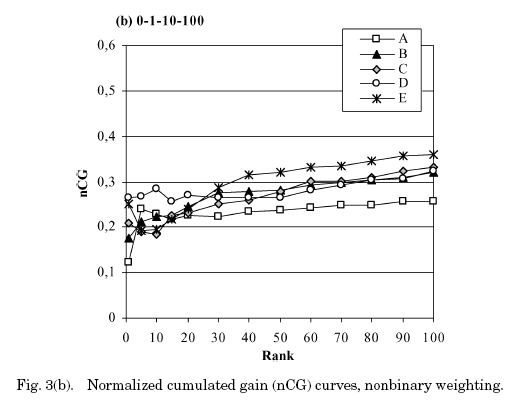 (b) 0-1-10-100
A
B
C
D
E
0,6
0,5
0,4
0,3
0,2
0,1
0
nCG
0 10 20 30 40 50 60 70 80 90 100
Rank
Fig. 3(b). Normalized cumulated gain (nCG) curves, nonbinary weighting.